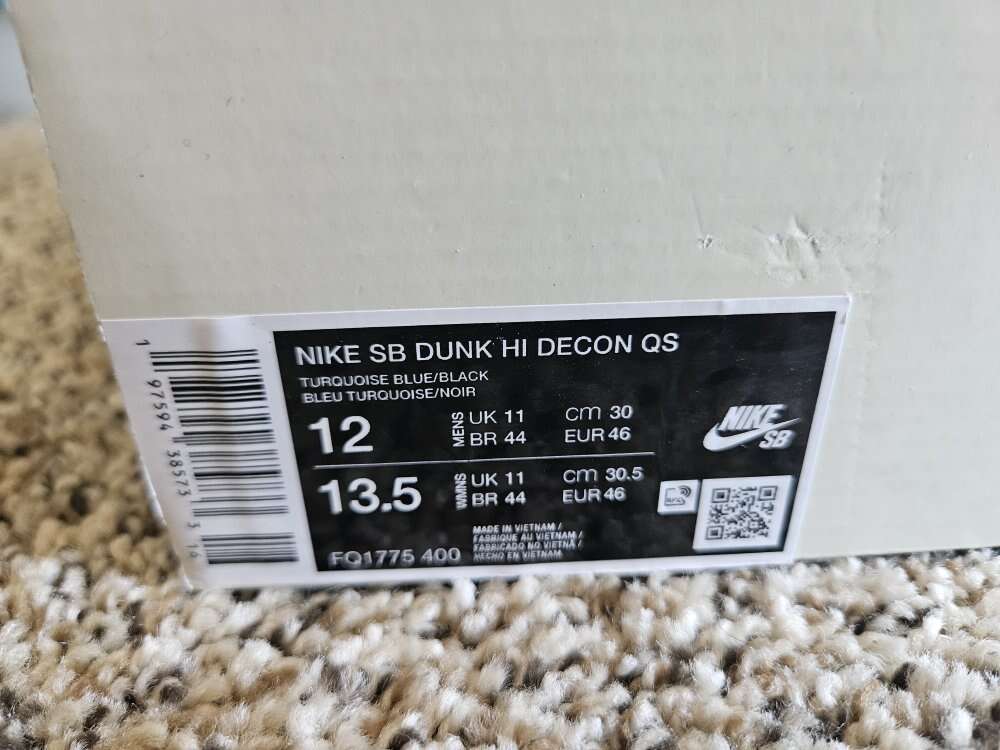 NIKE SB DUNK HI DECON QS
TURQUOISE BLUE/BLACK
BLEU TURQUOISE/NOIR
12 MENS UK 11 cm 30
BR 44 EUR 46
13.5 WMNS UK 11 cm 30.5
BR 44 EUR 46
FQ1775 400
MADE IN VIETNAM /
FABRIQUE AU VIETNAM /
FABRICADO NO VIETNÃ /
HECHO EN VIETNAM
NIKE
SB
1 97594 38573 3 16